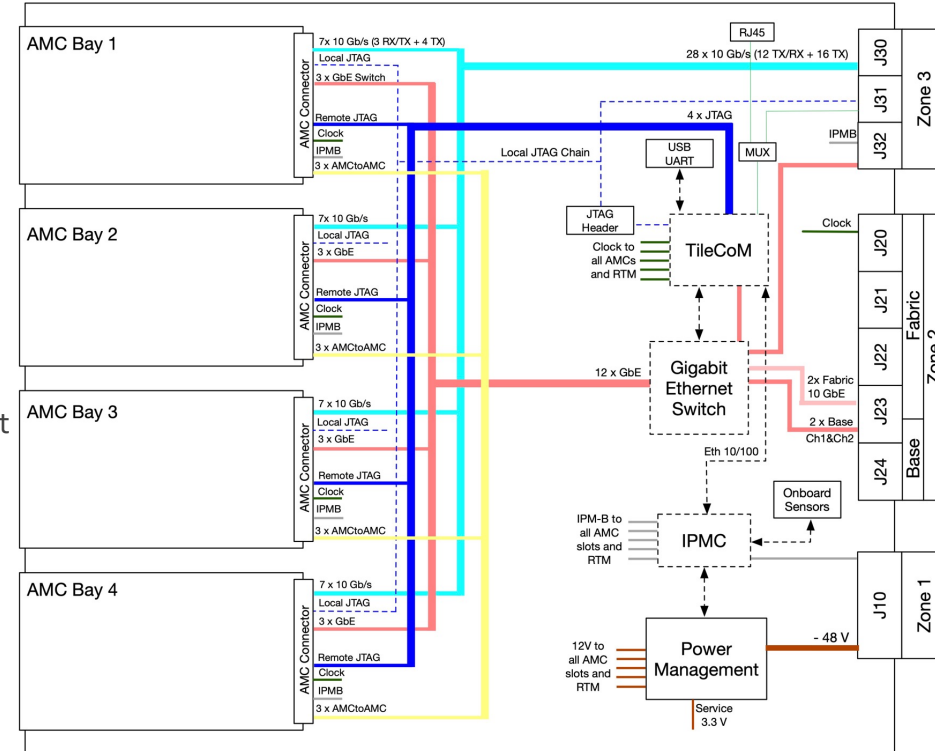 AMC Bay 1
AMC Connector
7x 10 Gb/s (3 RX/TX + 4 TX)
Local JTAG
3 x GbE Switch
Remote JTAG
Clock
IPMB
3 x AMCtoAMC
AMC Bay 2
AMC Connector
7x 10 Gb/s
Local JTAG
3 x GbE
Remote JTAG
Clock
IPMB
3 x AMCtoAMC
AMC Bay 3
AMC Connector
7 x 10 Gb/s
Local JTAG
3 x GbE
Remote JTAG
Clock
IPMB
3 x AMCtoAMC
AMC Bay 4
AMC Connector
7 x 10 Gb/s
Local JTAG
3 x GbE
Remote JTAG
Clock
IPMB
3 x AMCtoAMC
t
RJ45
28 x 10 Gb/s (12 TX/RX + 16 TX)
4 x JTAG
Local JTAG Chain
USB
UART
MUX
IPMB
JTAG
Header
Clock to
all AMCs
and RTM
TileCoM
Clock
12 x GbE
Gigabit
Ethernet
Switch
2x Fabric
10 GbE
2 x Base
Ch1&Ch2
Eth 10/100
Onboard
Sensors
IPM-B to
all AMC
slots and
RTM
IPMC
12V to
all AMC
slots and
RTM
Power
Management
- 48 V
Service
3.3 V
J30
J31
J32
Zone 3
J20
J21
J22
J23
J24
Fabric
Base
Zone 2
J10
Zone 1